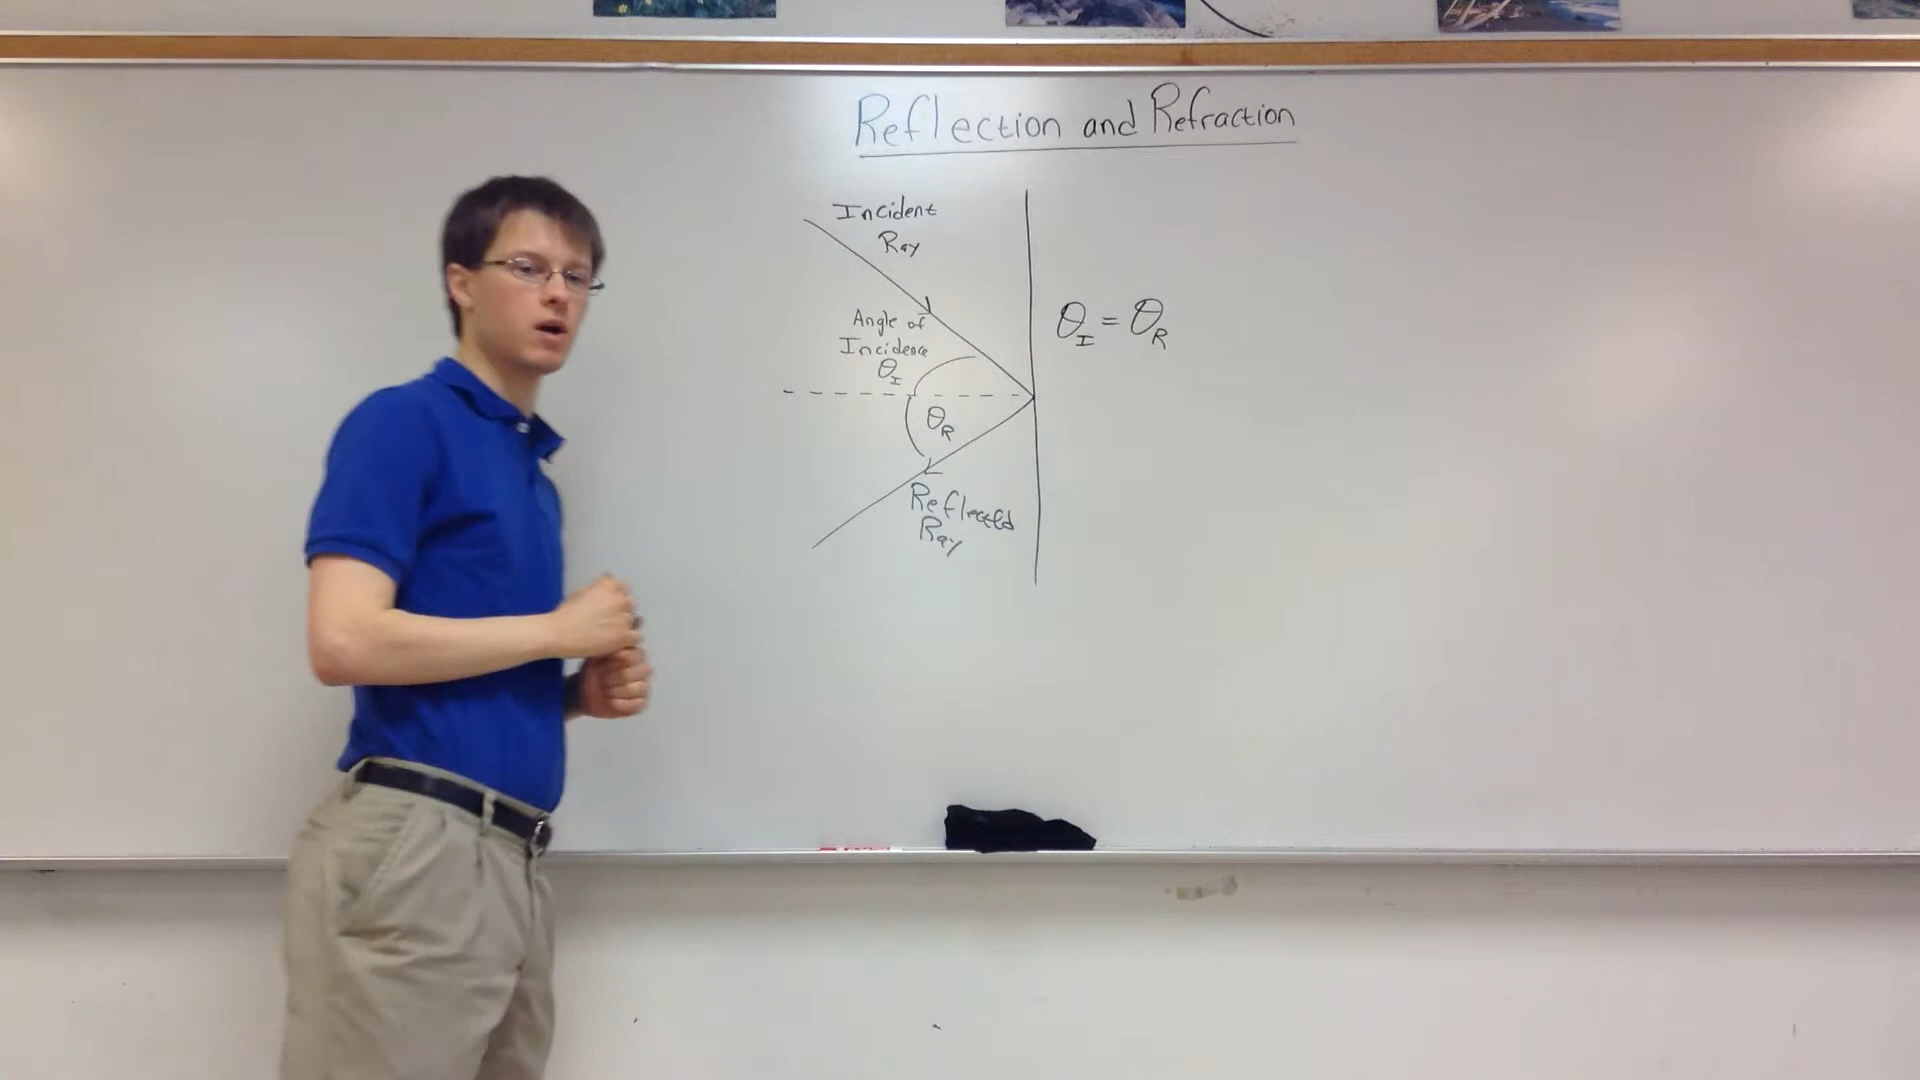 Reflection and Refraction
Incident
Ray
Angle of
Incidence
θI
θI = θR
θR
Reflected
Ray